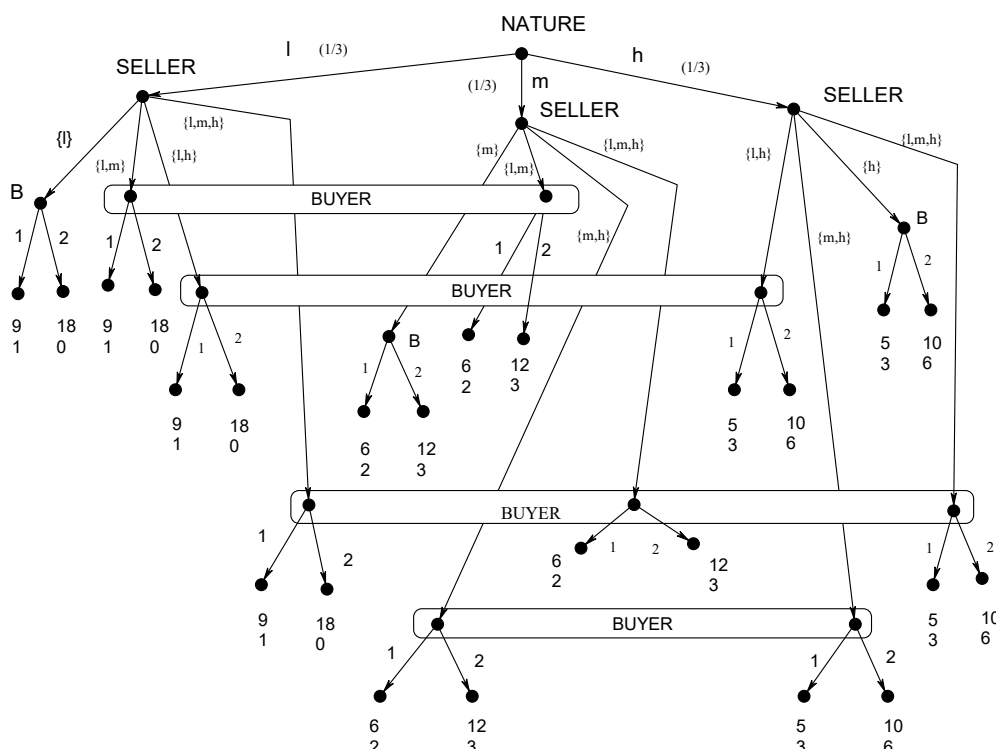 NATURE
l (1/3)
(1/3) m
h (1/3)
SELLER
SELLER
SELLER
{l}
{l,m}
{l,h}
{l,m,h}
{m}
{l,m}
{l,m,h}
{m,h}
{l,h}
{m,h}
{h}
{l,m,h}
B
BUYER
B
1 2
1 2
1 2
1 2
BUYER
9 18 9 18
1 0 1 0
1 2
B
6 12
2 3
1 2
1 2
5 10
3 6
9 18
1 0
6 12
2 3
5 10
3 6
BUYER
1 2
1 2
1 2
6 12
2 3
9 18
1 0
5 10
3 6
BUYER
1 2
1 2
6 12
2 3
5 10
3 6